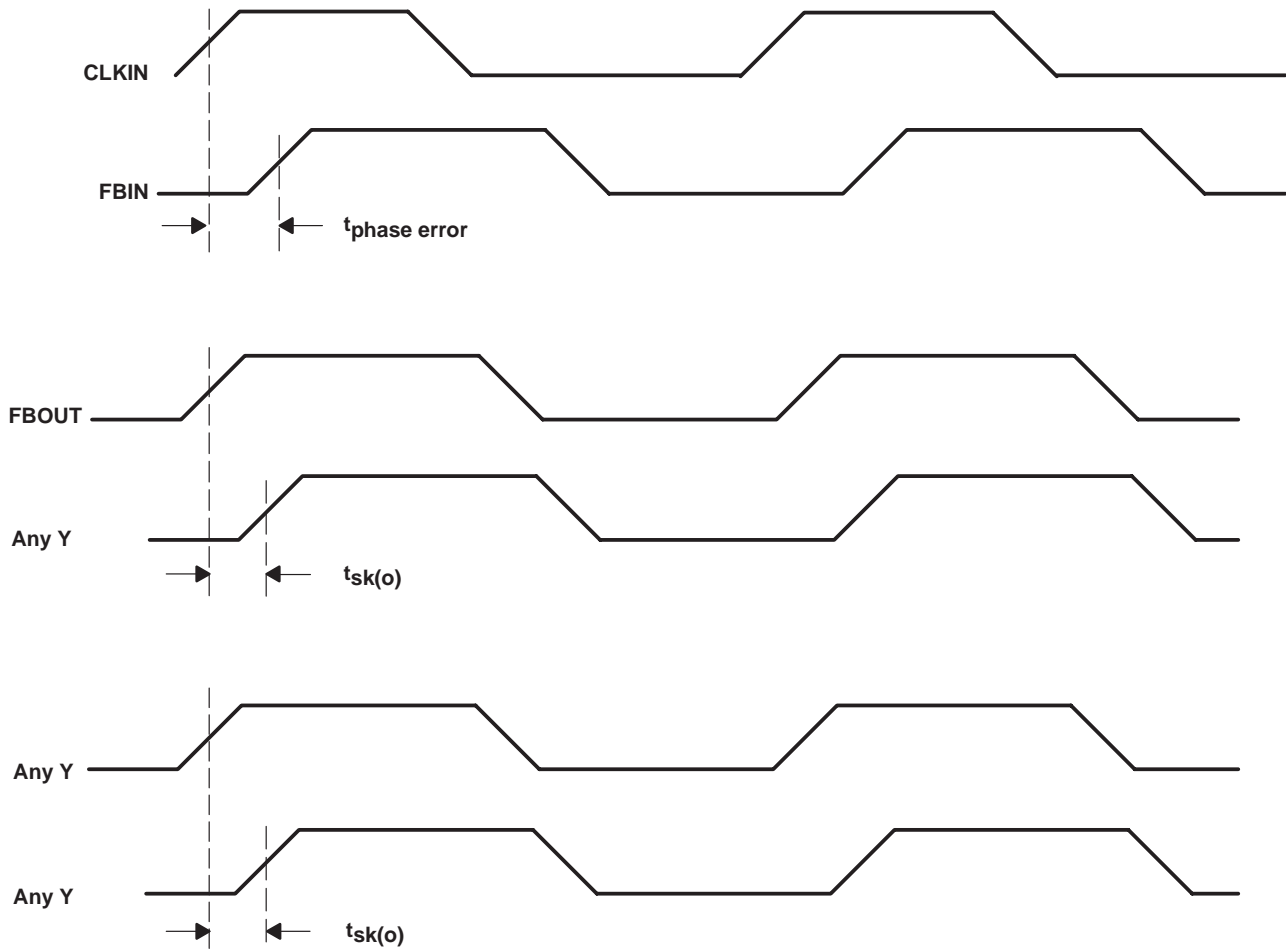 CLKIN
FBIN
tphase error
FBOUT
Any Y
tsk(o)
Any Y
Any Y
tsk(o)